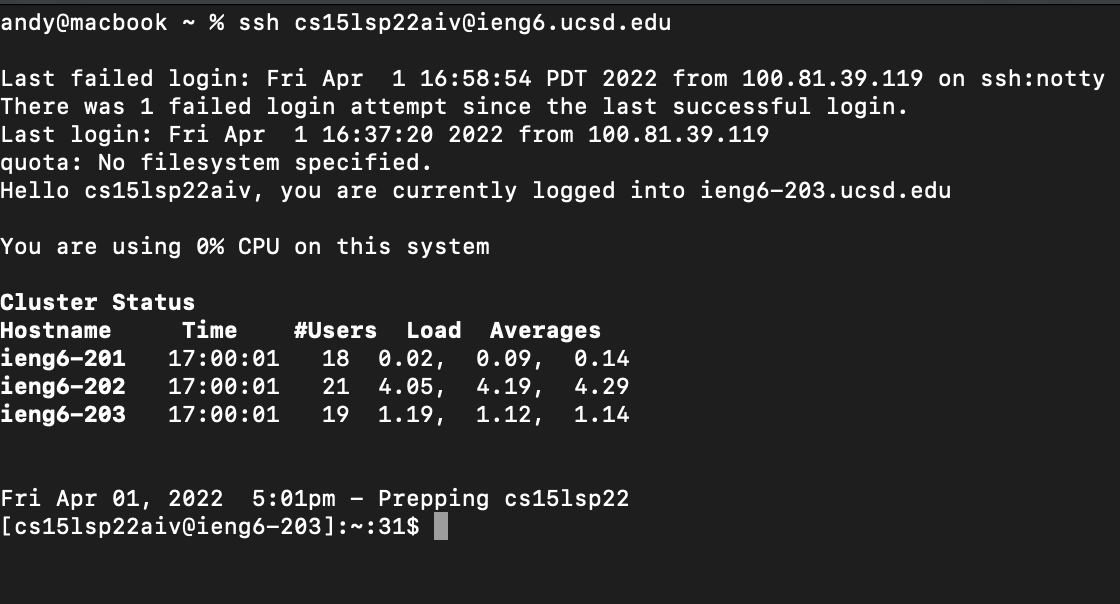 andy@macbook ~ % ssh cs15lsp22aiv@ieng6.ucsd.edu
Last failed login: Fri Apr  1 16:58:54 PDT 2022 from 100.81.39.119 on ssh:notty
There was 1 failed login attempt since the last successful login.
Last login: Fri Apr  1 16:37:20 2022 from 100.81.39.119
quota: No filesystem specified.
Hello cs15lsp22aiv, you are currently logged into ieng6-203.ucsd.edu
You are using 0% CPU on this system
Cluster Status
Hostname     Time    #Users  Load  Averages
ieng6-201   17:00:01   18  0.02,  0.09,  0.14
ieng6-202   17:00:01   21  4.05,  4.19,  4.29
ieng6-203   17:00:01   19  1.19,  1.12,  1.14
Fri Apr 01, 2022  5:01pm - Prepping cs15lsp22
[cs15lsp22aiv@ieng6-203]:~:31$